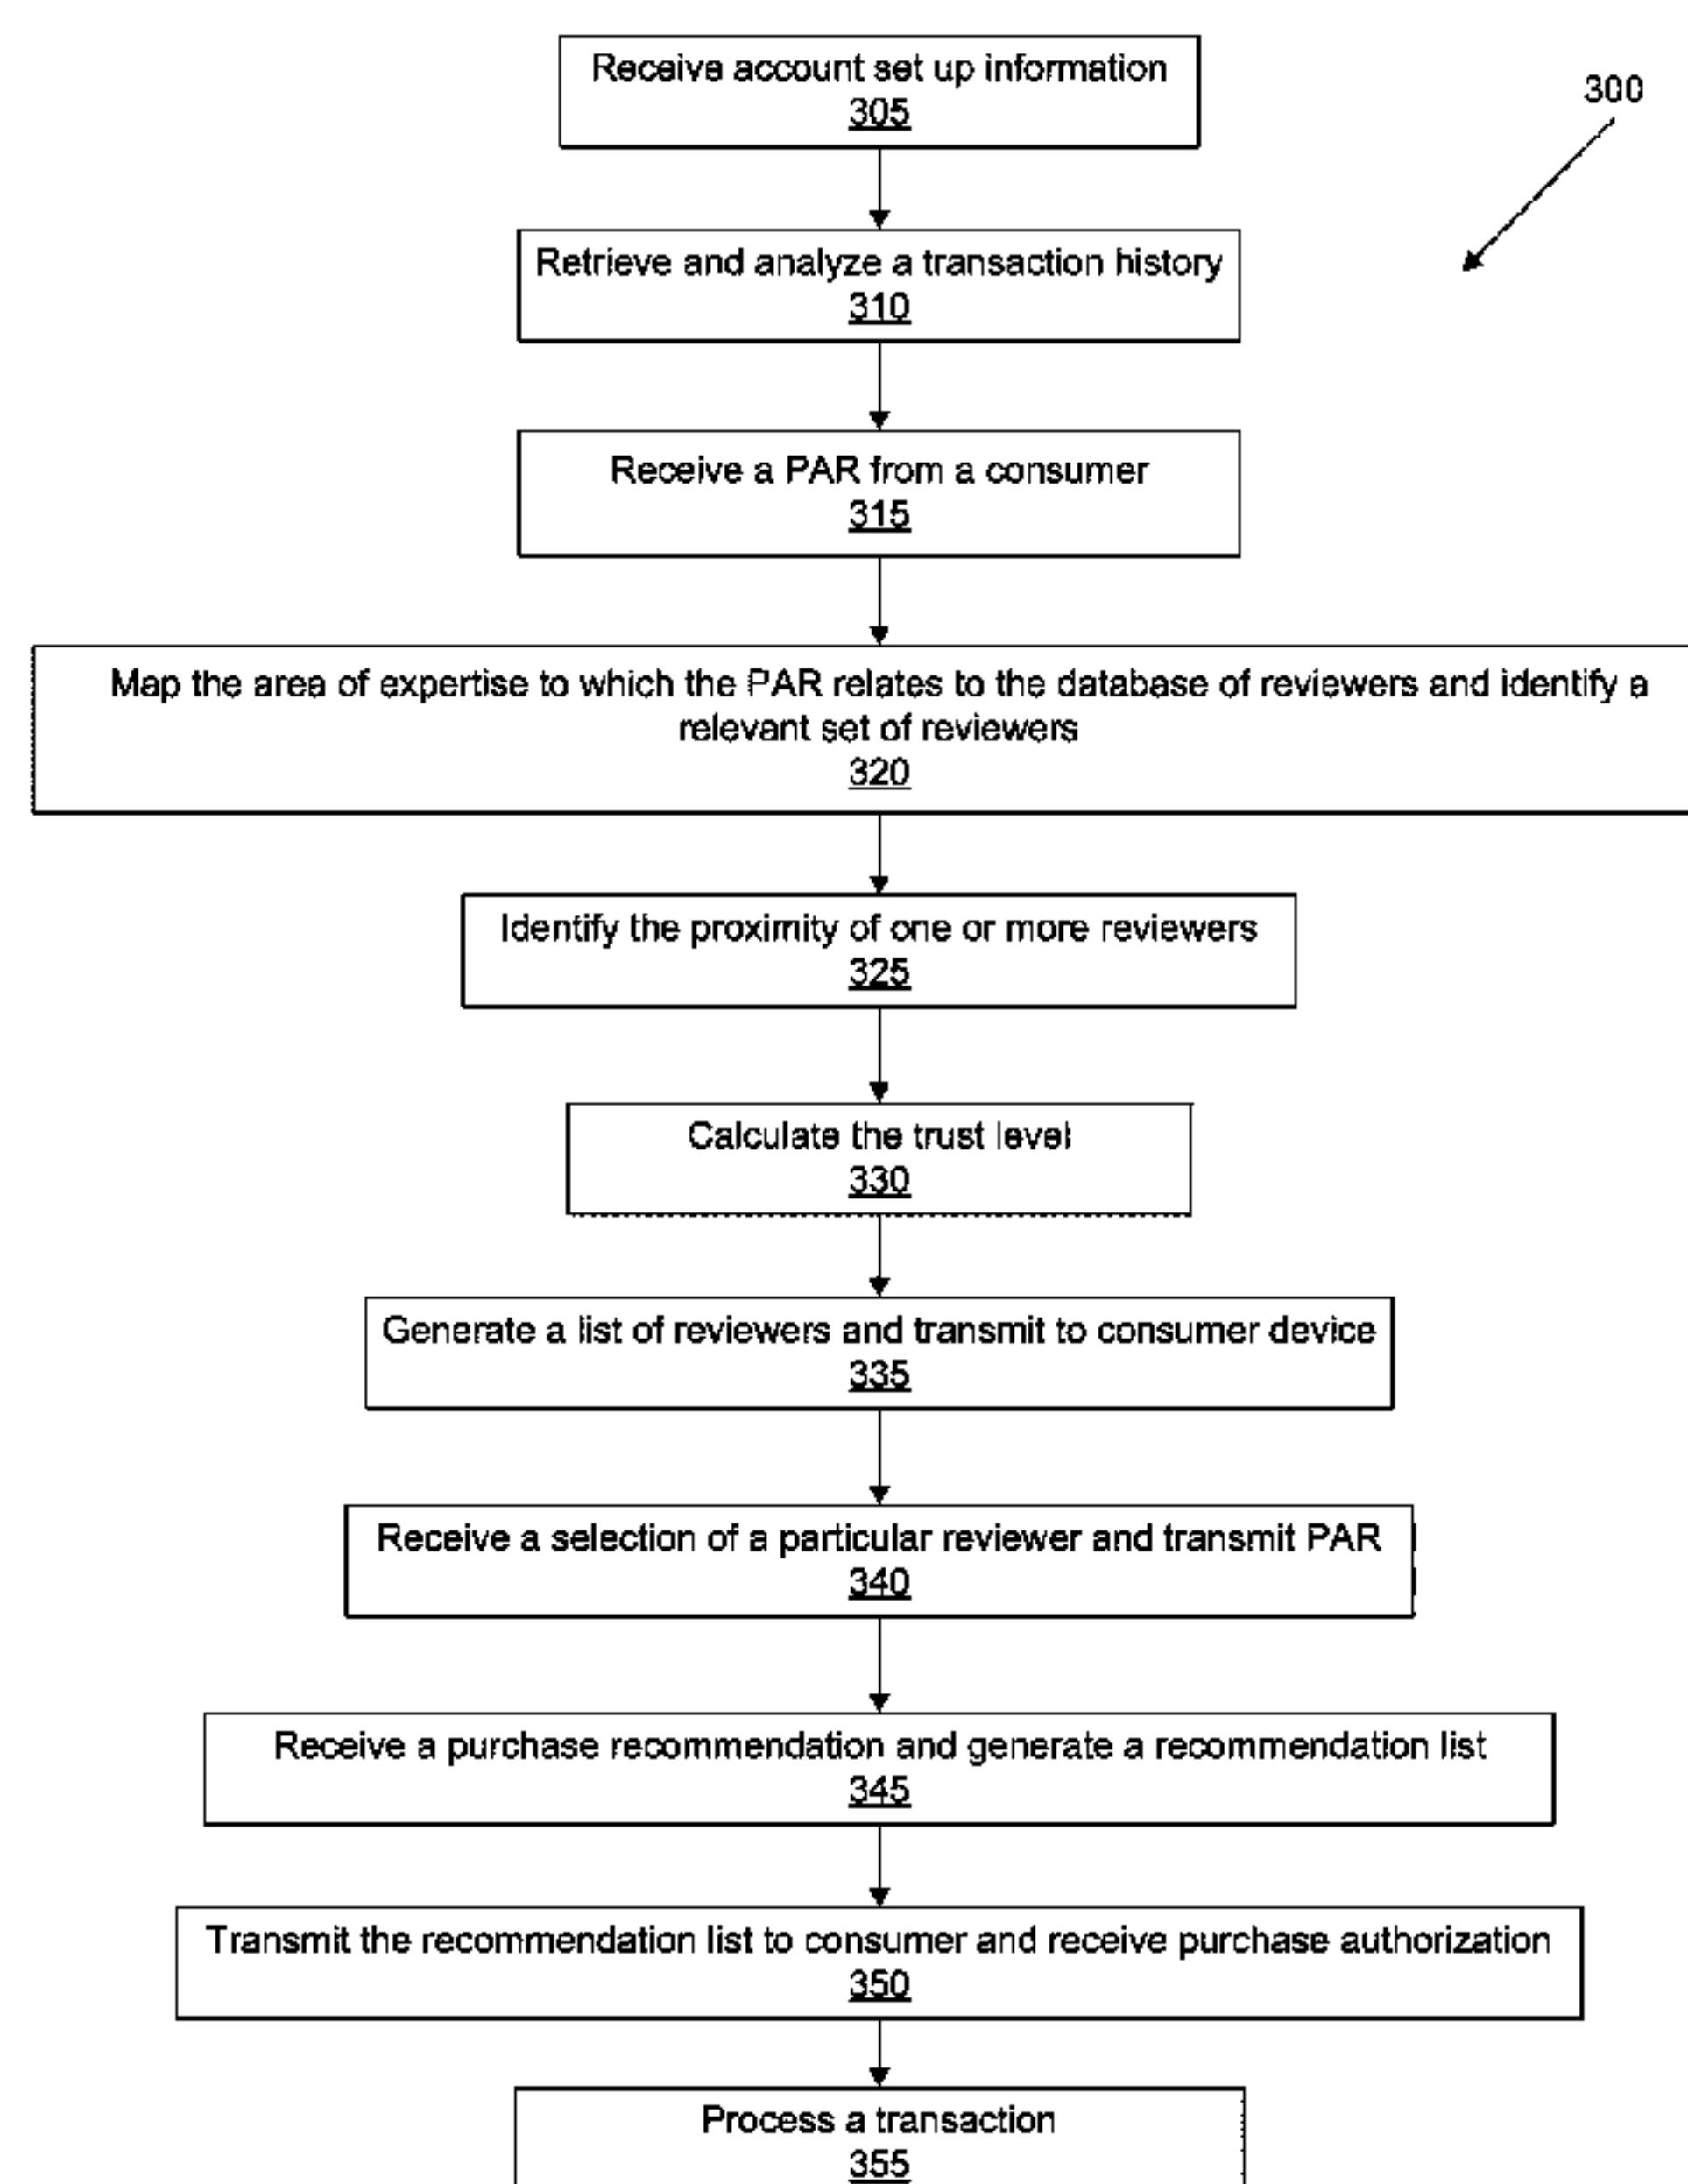 Receive account set up information
305
300
Retrieve and analyze a transaction history
310
Receive a PAR from a consumer
315
Map the area of expertise to which the PAR relates to the database of reviewers and identify a
relevant set of reviewers
320
Identify the proximity of one or more reviewers
325
Calculate the trust level
330
Generate a list of reviewers and transmit to consumer device
335
Receive a selection of a particular reviewer and transmit PAR
340
Receive a purchase recommendation and generate a recommendation list
345
Transmit the recommendation list to consumer and receive purchase authorization
350
Process a transaction
355